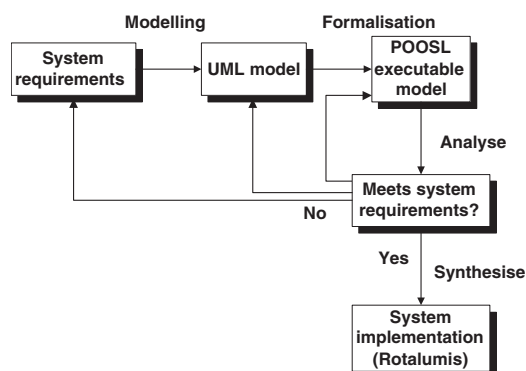 Modelling
Formalisation
System
requirements
UML model
POOSL
executable
model
Analyse
Meets system
requirements?
No
Yes
Synthesise
System
implementation
(Rotalumis)